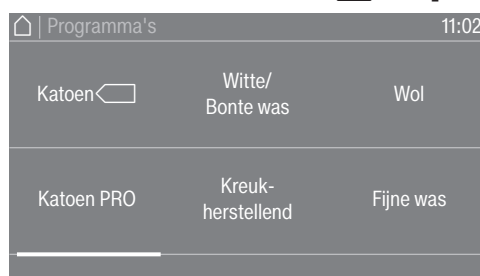 | Programma's 11:02
Katoen
Witte/
Bonte was
Wol
Katoen PRO
Kreuk-
herstellend
Fijne was